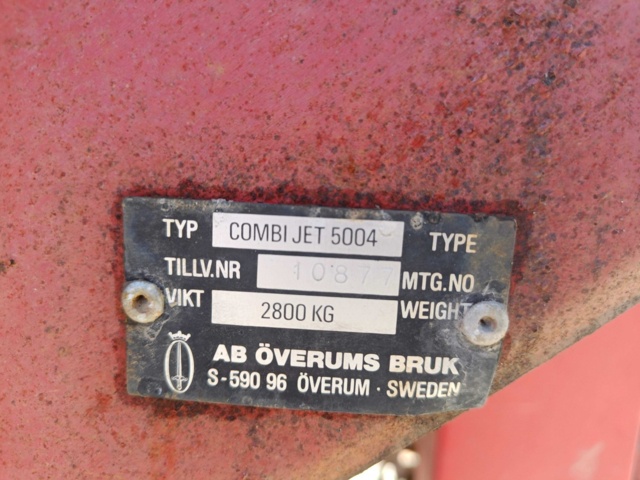 TYP COMBI JET 5004 TYPE
TILLV.NR 10877 MTG.NO
VIKT 2800 KG WEIGHT
AB ÖVERUMS BRUK
S-590 96 ÖVERUM · SWEDEN